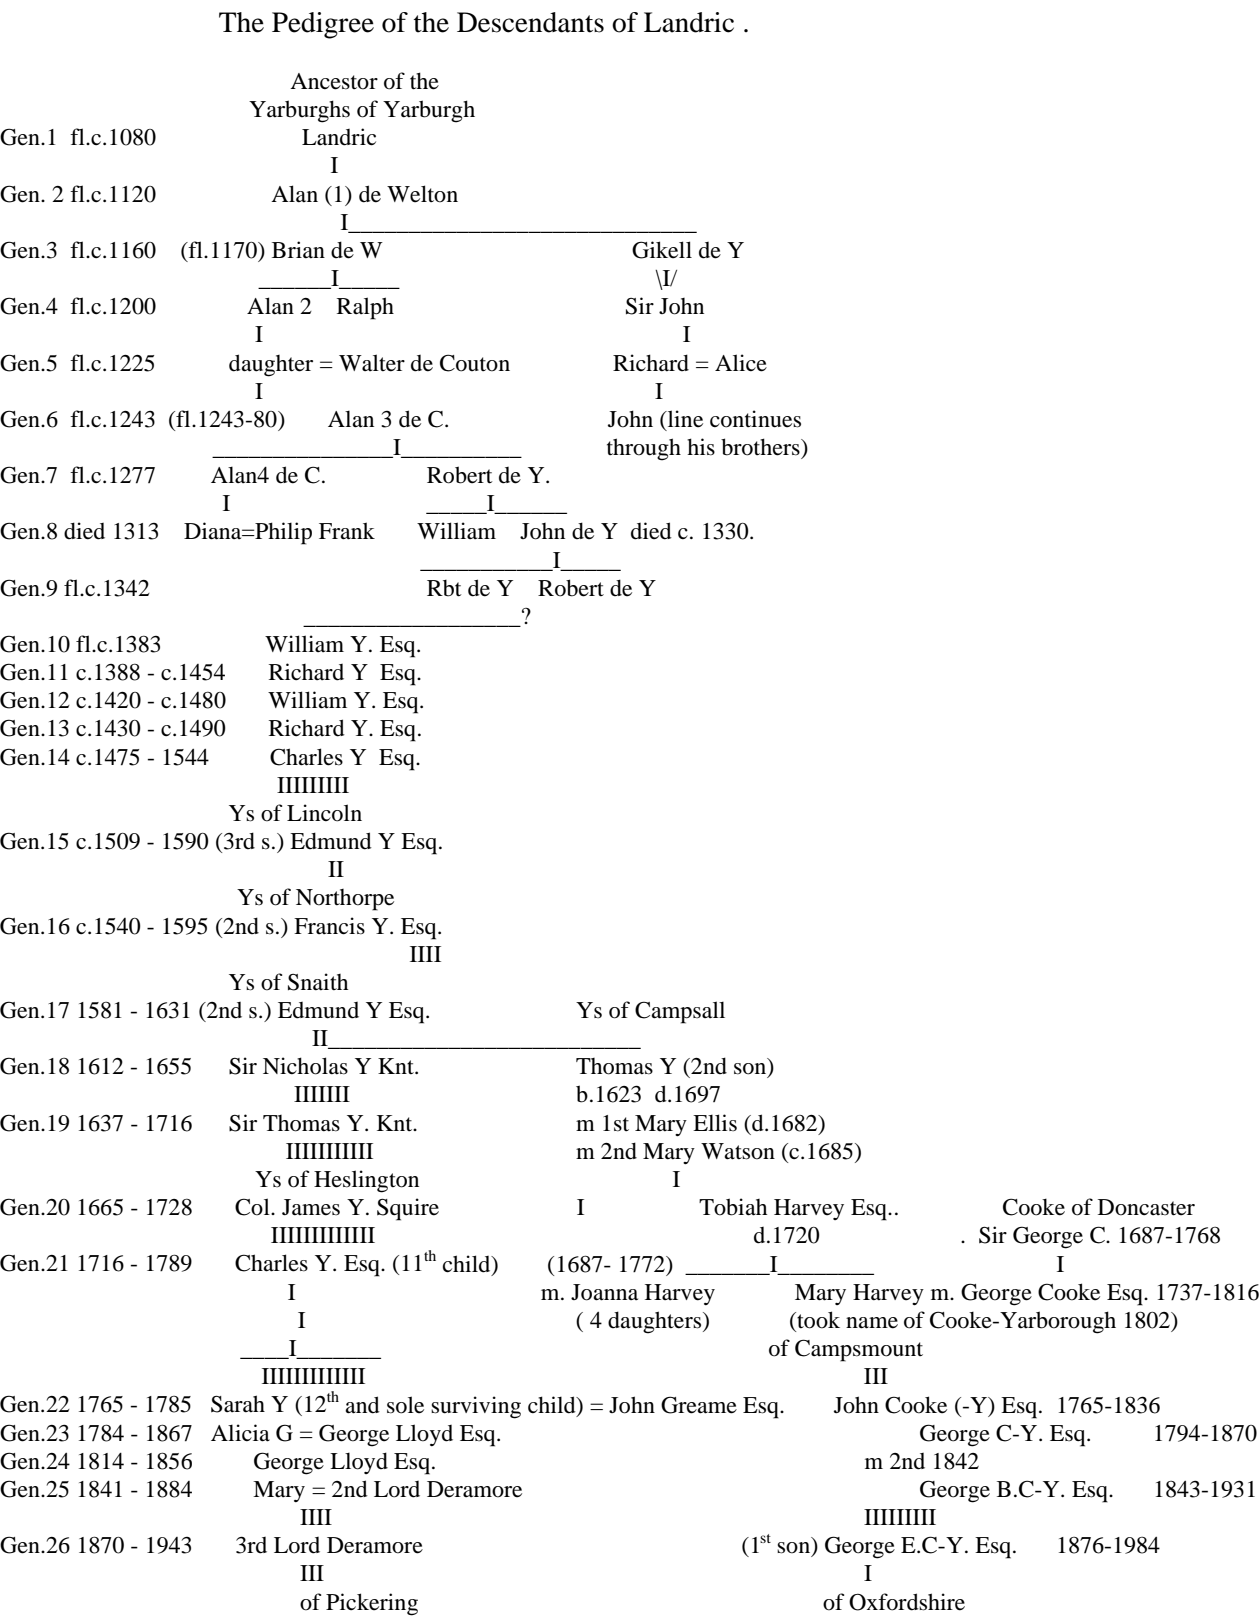 The Pedigree of the Descendants of Landric .
Ancestor of the
Yarburghs of Yarburgh
Gen.1 fl.c.1080 Landric
I
Gen. 2 fl.c.1120 Alan (1) de Welton
I_____________________________
Gen.3 fl.c.1160 (fl.1170) Brian de W Gikell de Y
______I_____ \I/
Gen.4 fl.c.1200 Alan 2 Ralph Sir John
I I
Gen.5 fl.c.1225 daughter = Walter de Couton Richard = Alice
I I
Gen.6 fl.c.1243 (fl.1243-80) Alan 3 de C. John (line continues
_______________I__________ through his brothers)
Gen.7 fl.c.1277 Alan4 de C. Robert de Y.
I _____I______
Gen.8 died 1313 Diana=Philip Frank William John de Y died c. 1330.
___________I_____
Gen.9 fl.c.1342 Rbt de Y Robert de Y
__________________?
Gen.10 fl.c.1383 William Y. Esq.
Gen.11 c.1388 - c.1454 Richard Y Esq.
Gen.12 c.1420 - c.1480 William Y. Esq.
Gen.13 c.1430 - c.1490 Richard Y. Esq.
Gen.14 c.1475 - 1544 Charles Y Esq.
IIIIIIIII
Ys of Lincoln
Gen.15 c.1509 - 1590 (3rd s.) Edmund Y Esq.
II
Ys of Northorpe
Gen.16 c.1540 - 1595 (2nd s.) Francis Y. Esq.
IIII
Ys of Snaith
Gen.17 1581 - 1631 (2nd s.) Edmund Y Esq. Ys of Campsall
II__________________________
Gen.18 1612 - 1655 Sir Nicholas Y Knt. Thomas Y (2nd son)
IIIIIII b.1623 d.1697
Gen.19 1637 - 1716 Sir Thomas Y. Knt. m 1st Mary Ellis (d.1682)
IIIIIIIIIII m 2nd Mary Watson (c.1685)
Ys of Heslington I
Gen.20 1665 - 1728 Col. James Y. Squire I Tobiah Harvey Esq.. Cooke of Doncaster
IIIIIIIIIIIII d.1720 . Sir George C. 1687-1768
Gen.21 1716 - 1789 Charles Y. Esq. (11th child) (1687- 1772) _______I________ I
I m. Joanna Harvey Mary Harvey m. George Cooke Esq. 1737-1816
I ( 4 daughters) (took name of Cooke-Yarborough 1802)
____I_______ of Campsmount
IIIIIIIIIIIII III
Gen.22 1765 - 1785 Sarah Y (12th and sole surviving child) = John Greame Esq. John Cooke (-Y) Esq. 1765-1836
Gen.23 1784 - 1867 Alicia G = George Lloyd Esq. George C-Y. Esq. 1794-1870
Gen.24 1814 - 1856 George Lloyd Esq. m 2nd 1842
Gen.25 1841 - 1884 Mary = 2nd Lord Deramore George B.C-Y. Esq. 1843-1931
IIII IIIIIIIII
Gen.26 1870 - 1943 3rd Lord Deramore (1st son) George E.C-Y. Esq. 1876-1984
III I
of Pickering of Oxfordshire